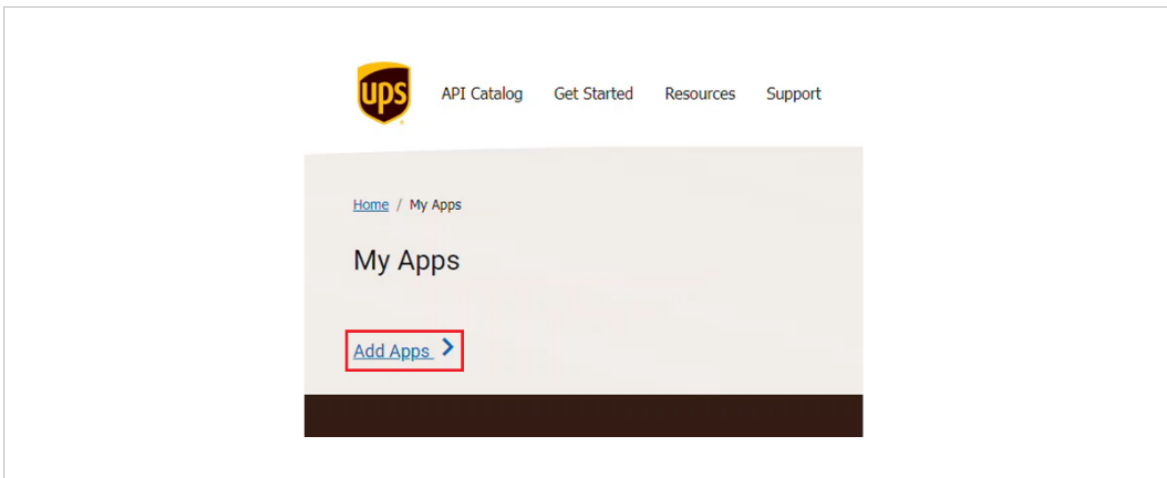 ups API Catalog Get Started Resources Support
Home / My Apps
My Apps
Add Apps